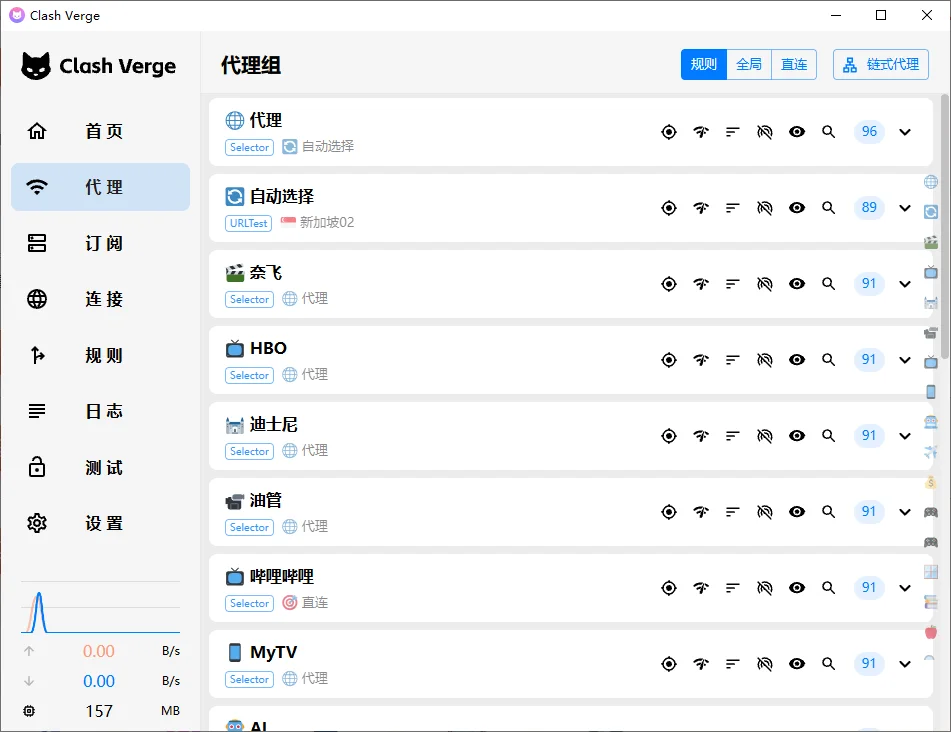 Clash Verge
Clash Verge
首页
代理
订阅
连接
规则
日志
测试
设置
0.00 B/s
0.00 B/s
157 MB
代理组
规则 全局 直连 链式代理
代理
Selector 自动选择
96
自动选择
URLTest 新加坡02
89
奈飞
Selector 代理
91
HBO
Selector 代理
91
迪士尼
Selector 代理
91
油管
Selector 代理
91
哔哩哔哩
Selector 直连
91
MyTV
Selector 代理
91
AI